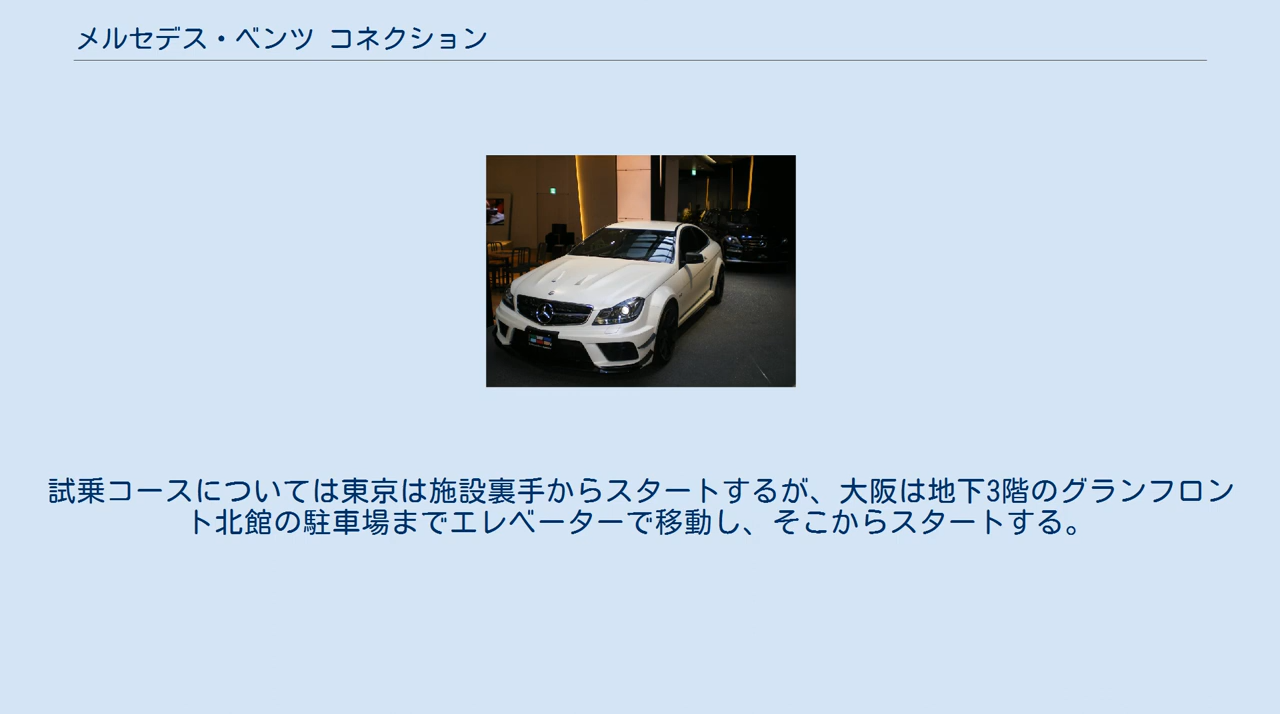 メルセデス・ベンツ コネクション
試乗コースについては東京は施設裏手からスタートするが、大阪は地下3階のグランフロン
ト北館の駐車場までエレベーターで移動し、そこからスタートする。